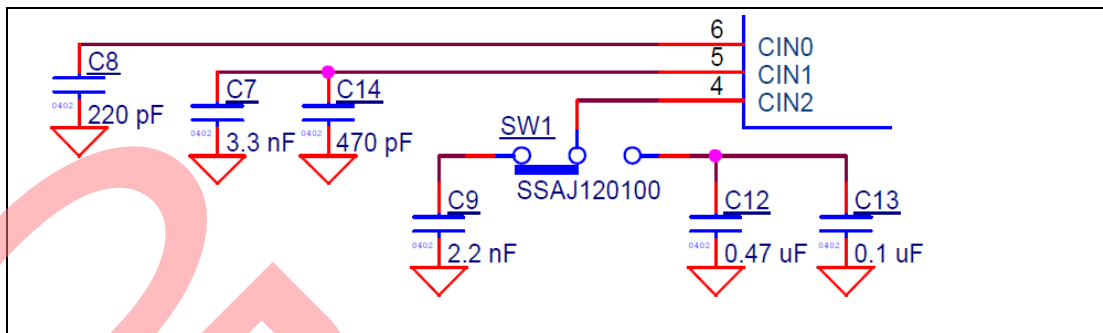 6
CIN0
C8
5
CIN1
C7
C14
4
CIN2
0402
220 pF
0402
3.3 nF
0402
470 pF
SW1
SSAJ120100
C9
C12
C13
0402
2.2 nF
0402
0.47 uF
0402
0.1 uF